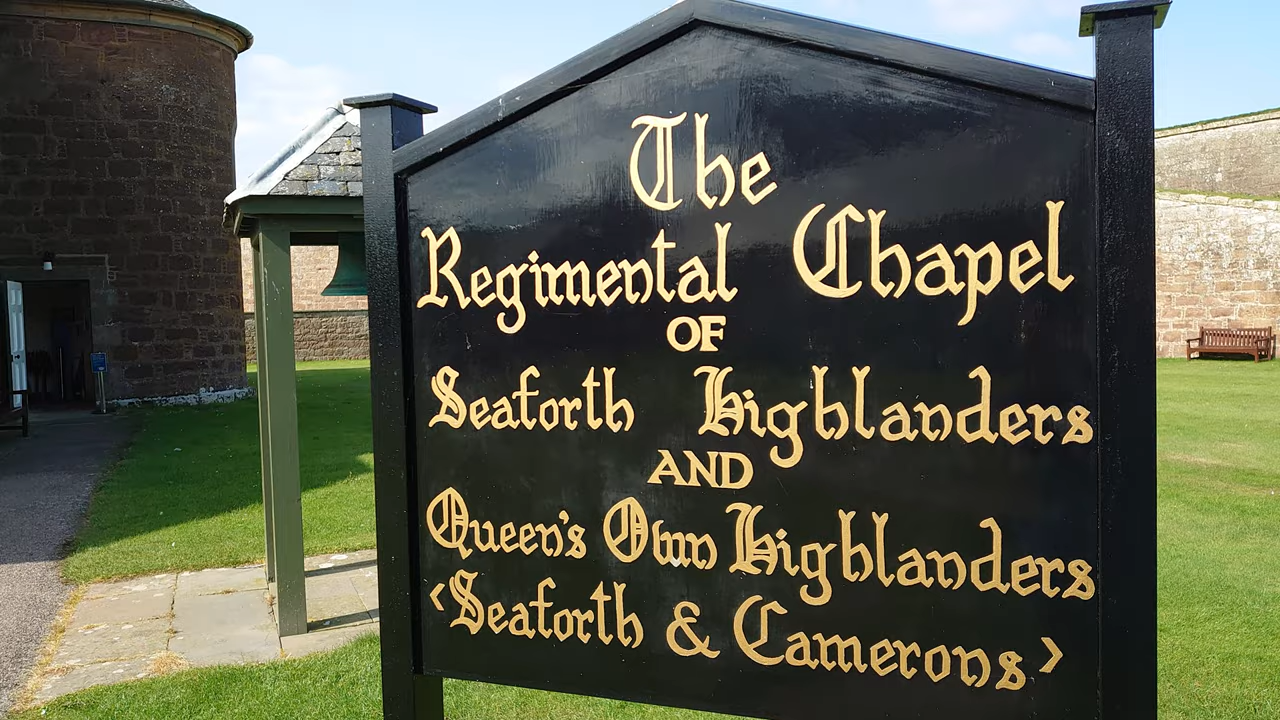 The
Regimental Chapel
OF
Seaforth Highlanders
AND
Queen's Own Highlanders
<Seaforth & Camerons>